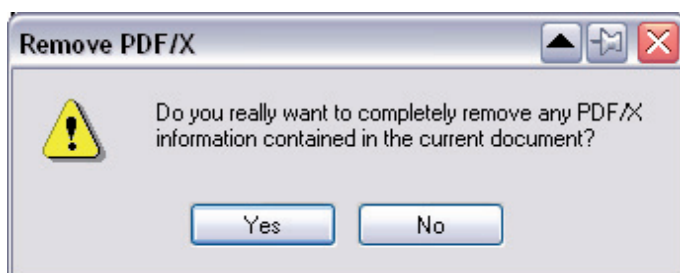 Remove PDF/X
Do you really want to completely remove any PDF/X
information contained in the current document?
Yes
No